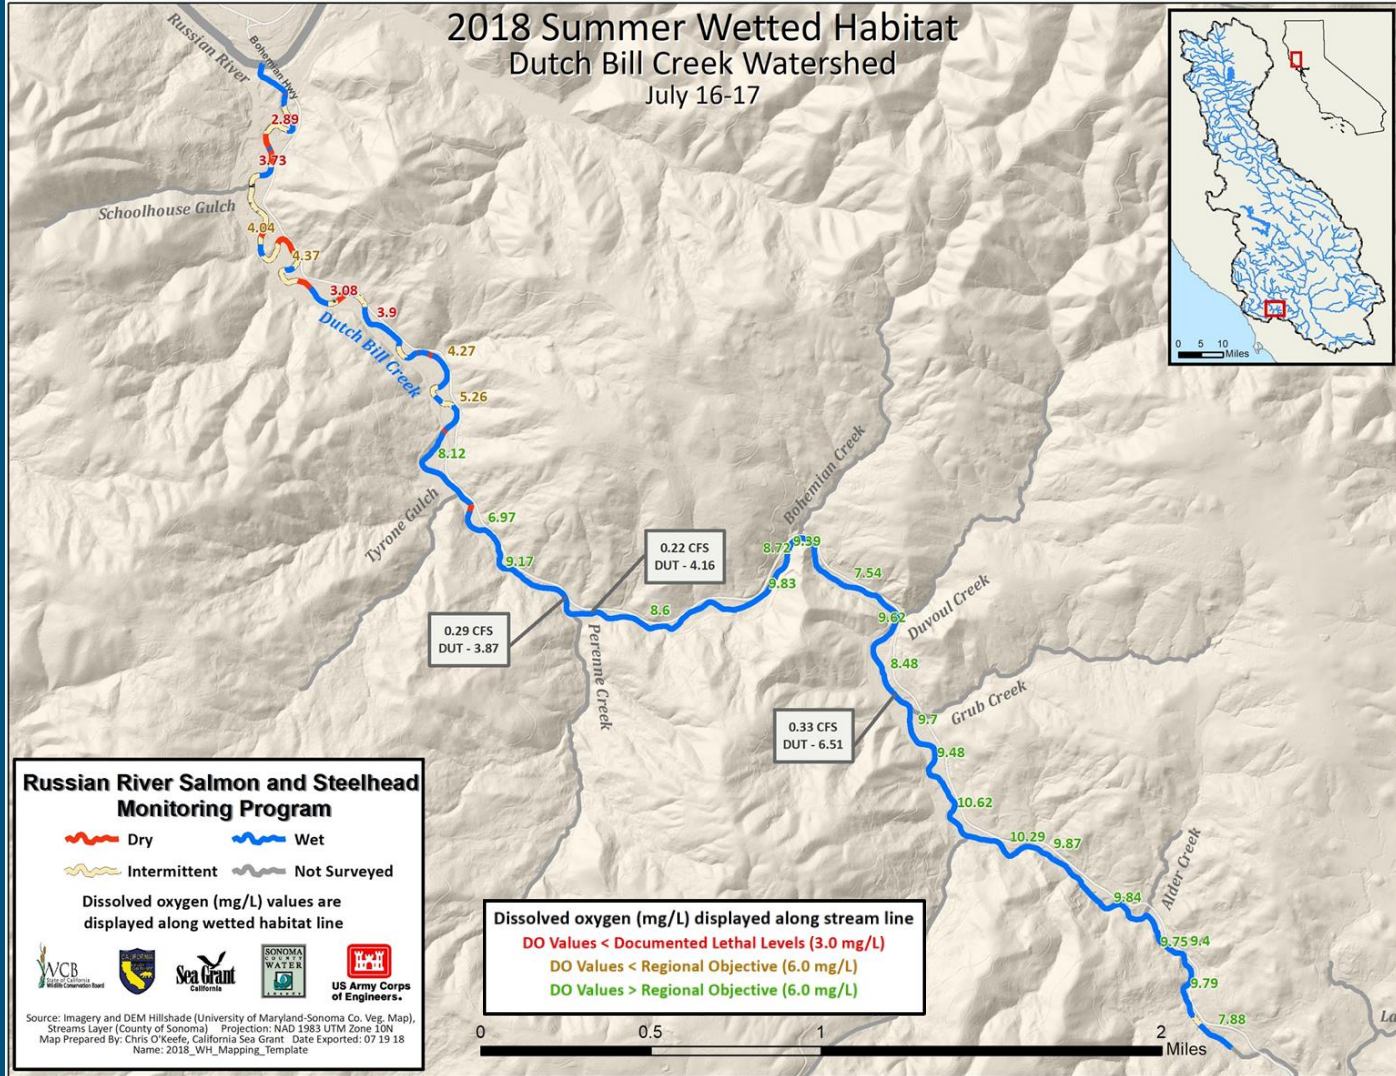 2018 Summer Wetted Habitat
Dutch Bill Creek Watershed
July 16-17
Russian River
Bohemian Hwy
2.89
3.73
Schoolhouse Gulch
4.04
4.37
3.08
3.9
Dutch Bill Creek
4.27
5.26
8.12
Tyrone Gulch
6.97
9.17
0.22 CFS
DUT - 4.16
0.29 CFS
DUT - 3.87
Perenne Creek
8.6
9.83
8.72
9.39
Bohemian Creek
7.54
9.62
Duvoul Creek
8.48
0.33 CFS
DUT - 6.51
9.7
Grub Creek
9.48
10.62
10.29
9.87
9.84
Alder Creek
9.75
9.4
9.79
7.88
La
0 5 10
Miles
Russian River Salmon and Steelhead
Monitoring Program
Dry
Wet
Intermittent
Not Surveyed
Dissolved oxygen (mg/L) values are
displayed along wetted habitat line
WCB
State of California
Wildlife Conservation Board
CALIFORNIA
Sea Grant
California
SONOMA
COUNTY
WATER
AGENCY
US Army Corps
of Engineers.
Source: Imagery and DEM Hillshade (University of Maryland-Sonoma Co. Veg. Map),
Streams Layer (County of Sonoma) Projection: NAD 1983 UTM Zone 10N
Map Prepared By: Chris O'Keefe, California Sea Grant Date Exported: 07 19 18
Name: 2018_WH_Mapping_Template
Dissolved oxygen (mg/L) displayed along stream line
DO Values < Documented Lethal Levels (3.0 mg/L)
DO Values < Regional Objective (6.0 mg/L)
DO Values > Regional Objective (6.0 mg/L)
0 0.5 1 2
Miles